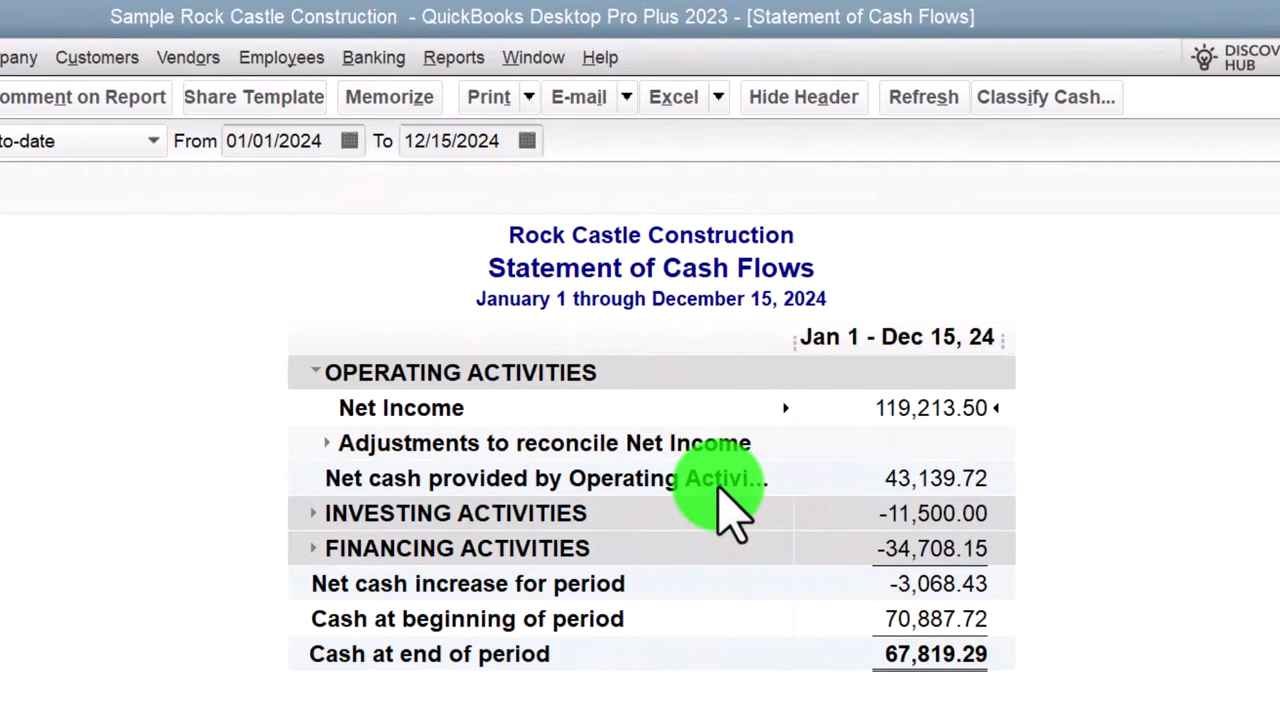 Sample Rock Castle Construction - QuickBooks Desktop Pro Plus 2023 - [Statement of Cash Flows]
pany Customers Vendors Employees Banking Reports Window Help
DISCOV
HUB
omment on Report Share Template Memorize Print E-mail Excel Hide Header Refresh Classify Cash...
to-date From 01/01/2024 To 12/15/2024
Rock Castle Construction
Statement of Cash Flows
January 1 through December 15, 2024
Jan 1 - Dec 15, 24
OPERATING ACTIVITIES
Net Income 119,213.50
Adjustments to reconcile Net Income
Net cash provided by Operating Activi... 43,139.72
INVESTING ACTIVITIES -11,500.00
FINANCING ACTIVITIES -34,708.15
Net cash increase for period -3,068.43
Cash at beginning of period 70,887.72
Cash at end of period 67,819.29